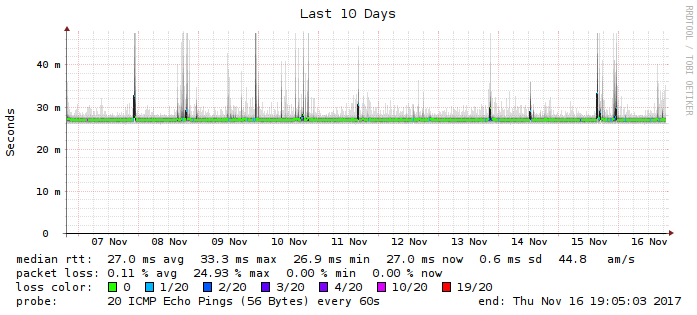 Last 10 Days
RRDTOOL / TOBI OETIKER
Seconds
40 m
30 m
20 m
10 m
0
07 Nov 08 Nov 09 Nov 10 Nov 11 Nov 12 Nov 13 Nov 14 Nov 15 Nov 16 Nov
median rtt: 27.0 ms avg 33.3 ms max 26.9 ms min 27.0 ms now 0.6 ms sd 44.8 am/s
packet loss: 0.11 % avg 24.93 % max 0.00 % min 0.00 % now
loss color: 0 1/20 2/20 3/20 4/20 10/20 19/20
probe: 20 ICMP Echo Pings (56 Bytes) every 60s end: Thu Nov 16 19:05:03 2017